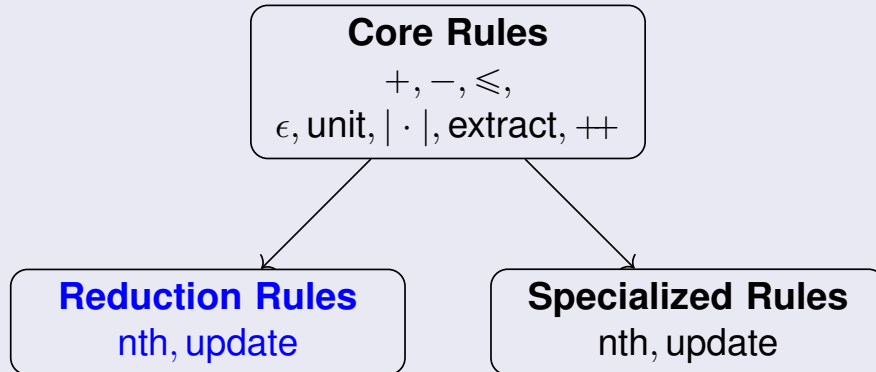 Core Rules
+, −, ⩽,
ϵ, unit, | · |, extract, ++
Reduction Rules
nth, update
Specialized Rules
nth, update